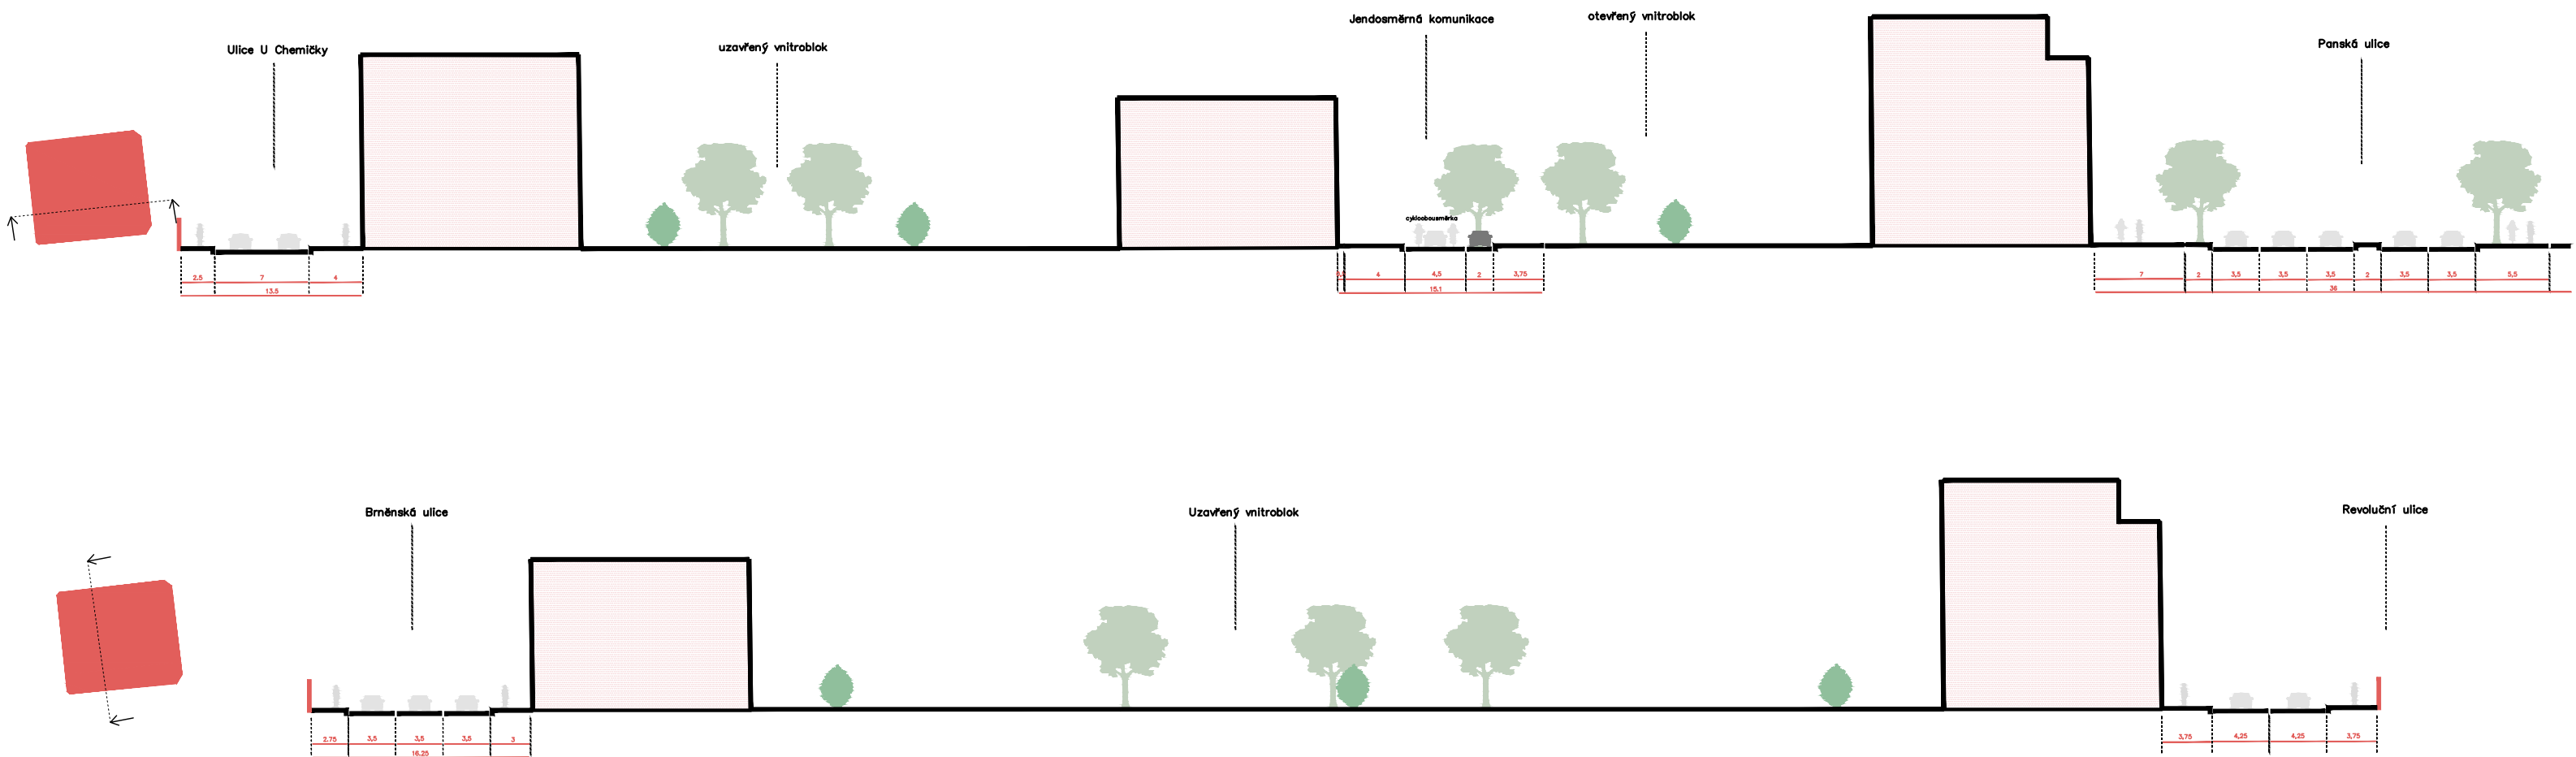 Ulice U Chemičky
uzavřený vnitroblok
Jendosměrná komunikace
otevřený vnitroblok
Panská ulice
cykloobousměrka
2.5 7 4
13.5
4 4,5 2 3,75
15.1
7 2 3,5 3,5 3,5 2 3,5 3,5 5,5
36
Brněnská ulice
Uzavřený vnitroblok
Revoluční ulice
2.75 3,5 3,5 3,5 3
16.25
3,75 4,25 4,25 3,75